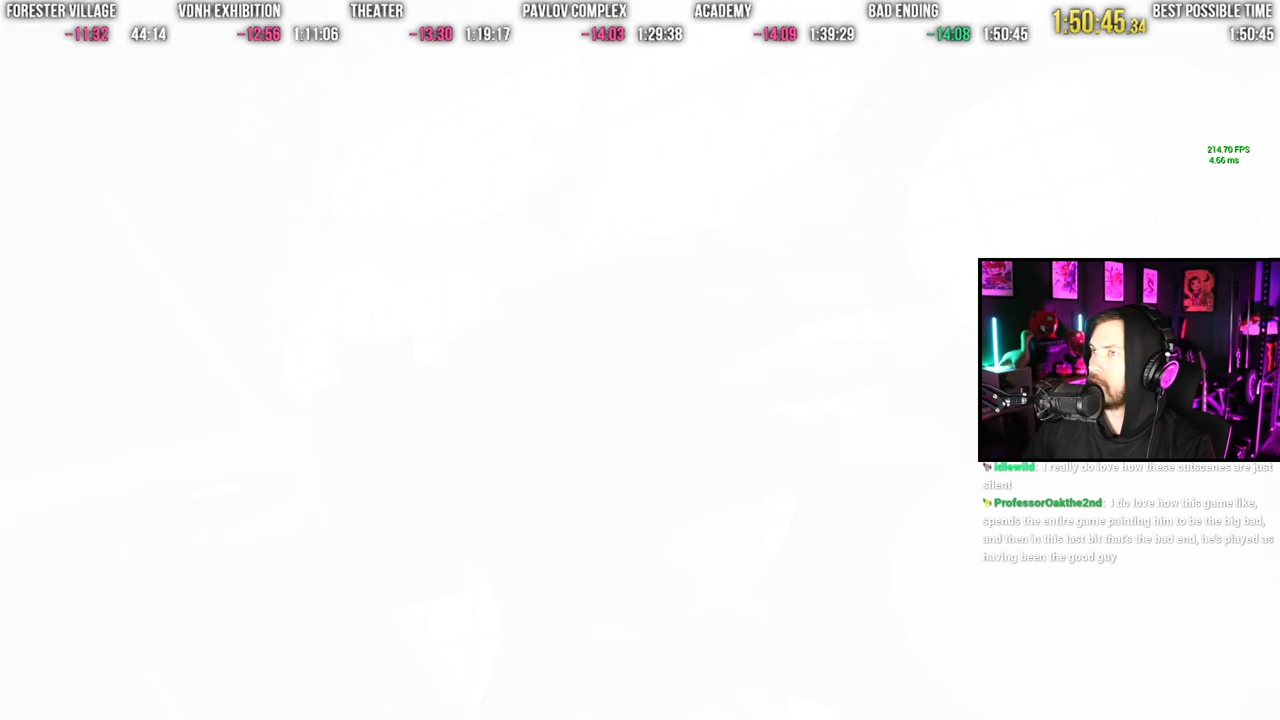 FORESTER VILLAGE VDNH EXHIBITION THEATER PAVLOV COMPLEX ACADEMY BAD ENDING 1:50:45.34 BEST POSSIBLE TIME
-11:32 44:14 -12:56 1:11:06 -13:30 1:19:17 -14:03 1:29:38 -14:09 1:39:29 -14:08 1:50:45 1:50:45
214.70 FPS
4.66 ms
idlewild: I really do love how these cutscenes are just
silent
ProfessorOakthe2nd: I do love how this game like,
spends the entire game painting him to be the big bad,
and then in this last bit that's the bad end, he's played as
having been the good guy